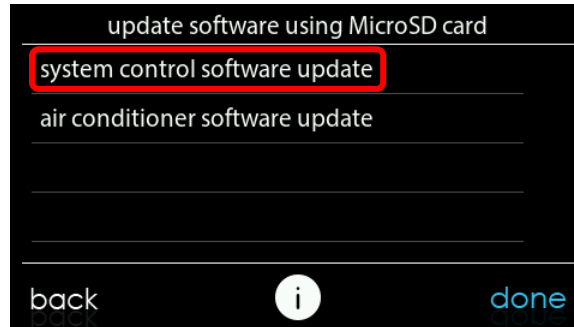 update software using MicroSD card
system control software update
air conditioner software update
back i done